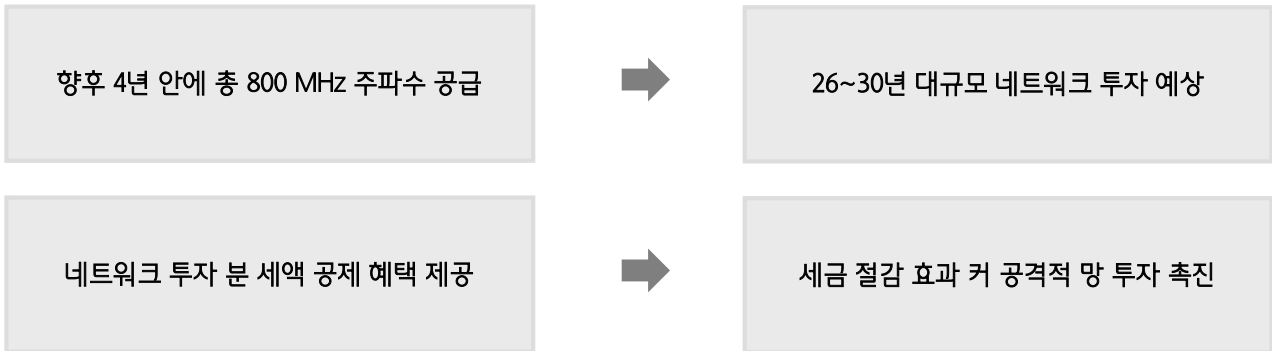 향후 4년 안에 총 800 MHz 주파수 공급
26~30년 대규모 네트워크 투자 예상
네트워크 투자 분 세액 공제 혜택 제공
세금 절감 효과 커 공격적 망 투자 촉진